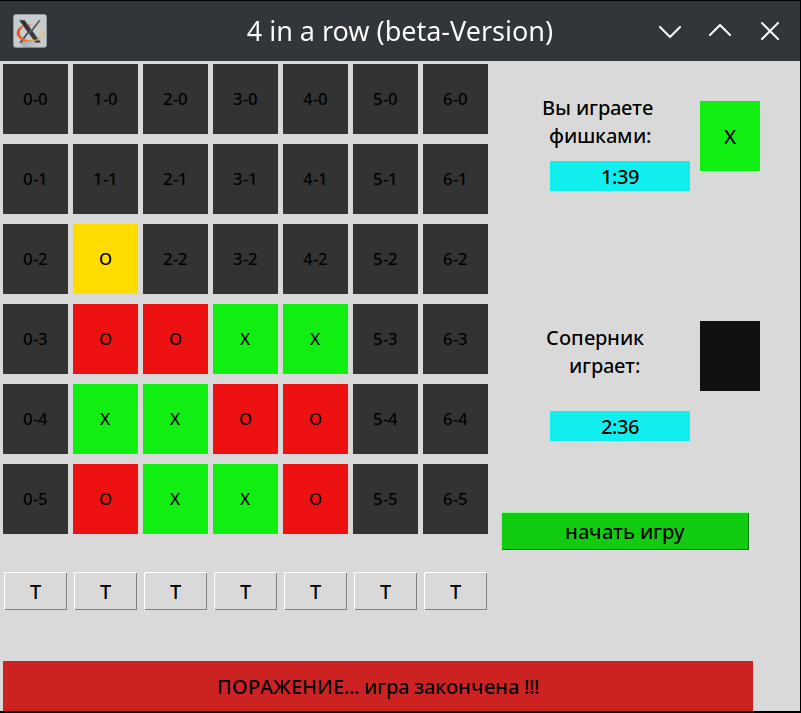 4 in a row (beta-Version)
0-0 1-0 2-0 3-0 4-0 5-0 6-0
0-1 1-1 2-1 3-1 4-1 5-1 6-1
0-2 O 2-2 3-2 4-2 5-2 6-2
0-3 O O X X 5-3 6-3
0-4 X X O O 5-4 6-4
0-5 O X X O 5-5 6-5
T T T T T T T
Вы играете
фишками:
X
1:39
Соперник
играет:
2:36
начать игру
ПОРАЖЕНИЕ... игра закончена !!!